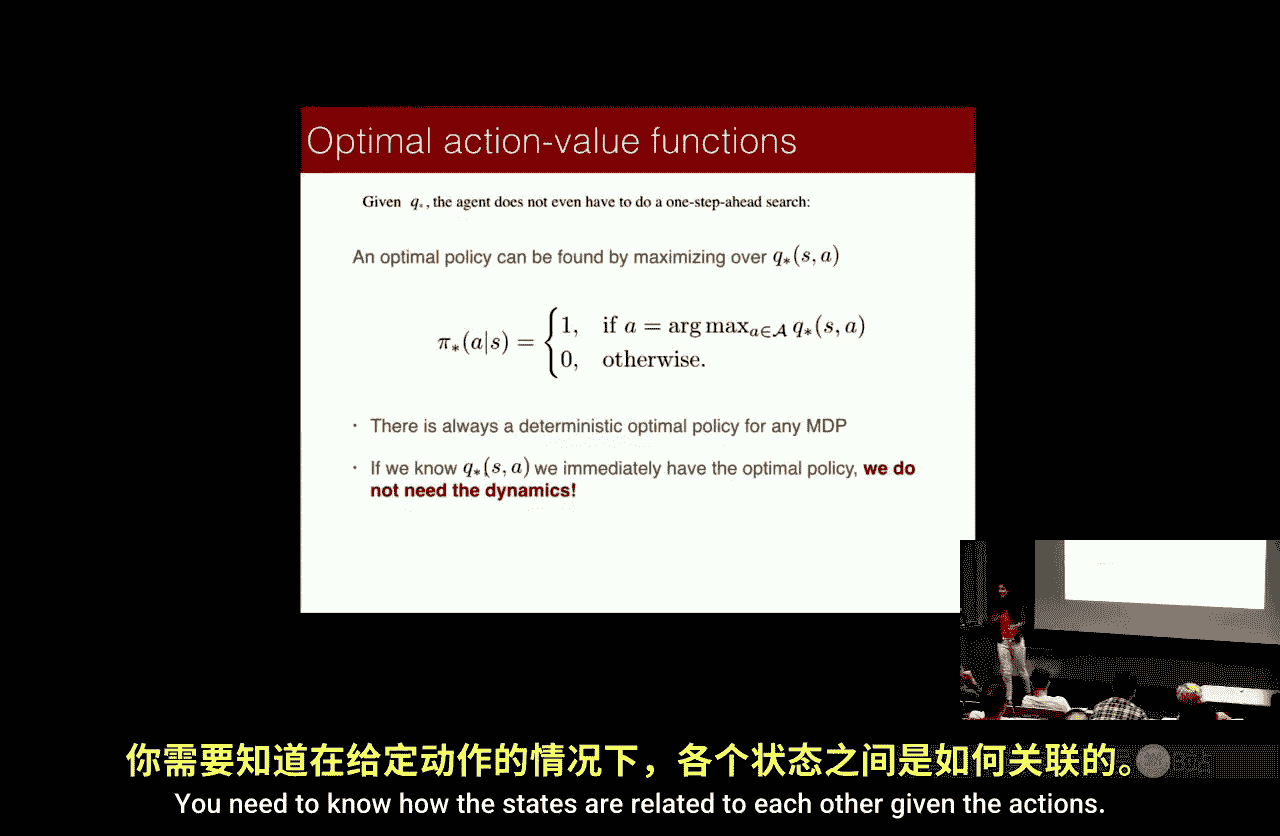 Optimal action-value functions
Given q*, the agent does not even have to do a one-step-ahead search:
An optimal policy can be found by maximizing over q*(s, a)
π*(a|s) = { 1, if a = arg max a∈𝒜 q*(s, a)
0, otherwise.
· There is always a deterministic optimal policy for any MDP
· If we know q*(s, a) we immediately have the optimal policy, we do
not need the dynamics!
你需要知道在给定动作的情况下，各个状态之间是如何关联的。
You need to know how the states are related to each other given the actions.